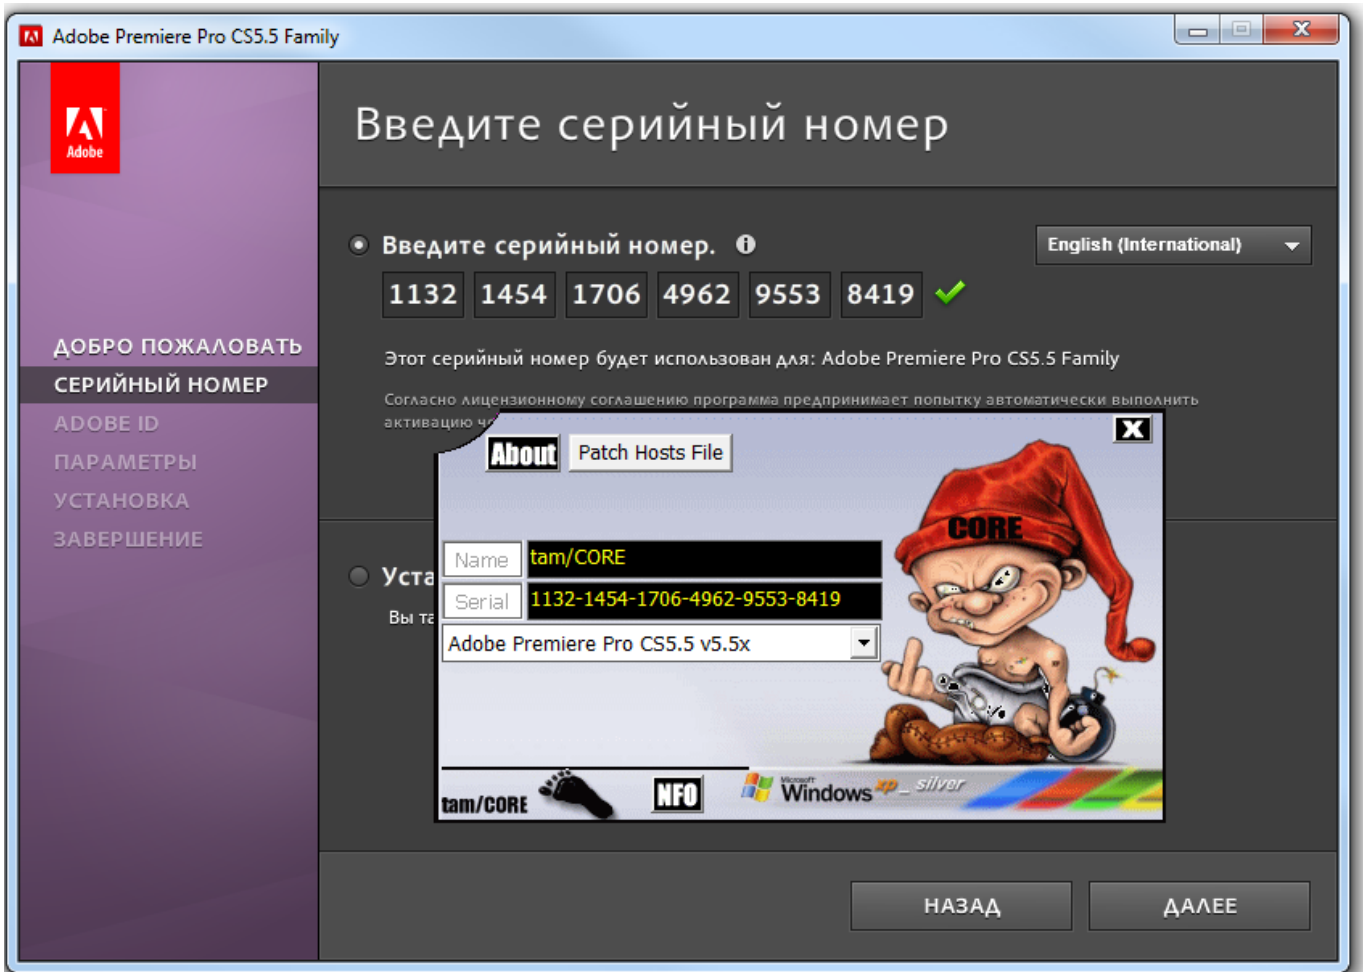 Adobe Premiere Pro CS5.5 Family
Adobe
Введите серийный номер
Введите серийный номер.
English (International)
1132 1454 1706 4962 9553 8419
Этот серийный номер будет использован для: Adobe Premiere Pro CS5.5 Family
Согласно лицензионному соглашению программа предпринимает попытку автоматически выполнить
активацию
ДОБРО ПОЖАЛОВАТЬ
СЕРИЙНЫЙ НОМЕР
ADOBE ID
ПАРАМЕТРЫ
УСТАНОВКА
ЗАВЕРШЕНИЕ
Уста
Вы та
About
Patch Hosts File
X
CORE
Name tam/CORE
Serial 1132-1454-1706-4962-9553-8419
Adobe Premiere Pro CS5.5 v5.5x
tam/CORE
NFO
Microsoft
Windows xp_ silver
НАЗАД
ДАЛЕЕ